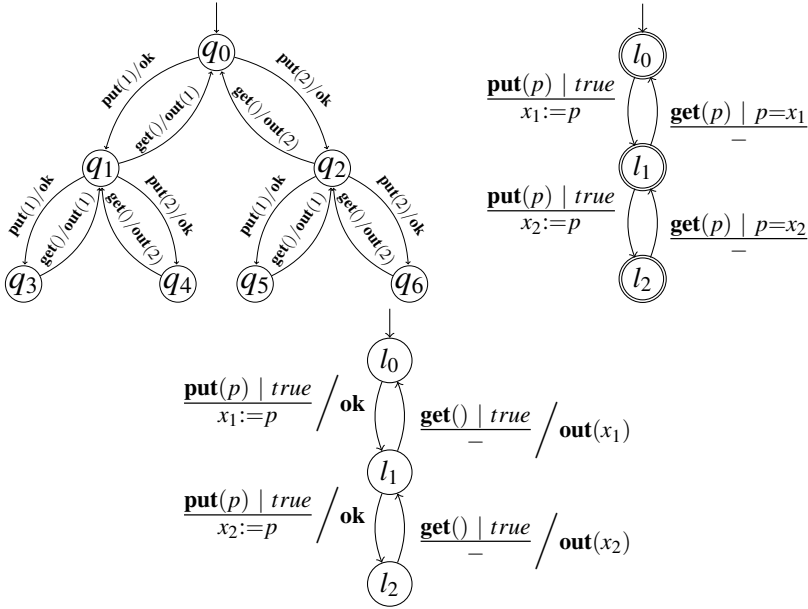 q0
put(1)/ok
get()/out(1)
get()/out(2)
put(2)/ok
q1
q2
put(1)/ok
get()/out(1)
get()/out(2)
put(2)/ok
put(1)/ok
get()/out(1)
get()/out(2)
put(2)/ok
q3
q4
q5
q6
l0
put(p) | true
x1:=p
get(p) | p=x1
−
l1
put(p) | true
x2:=p
get(p) | p=x2
−
l2
l0
put(p) | true / ok
x1:=p
get() | true / out(x1)
−
l1
put(p) | true / ok
x2:=p
get() | true / out(x2)
−
l2